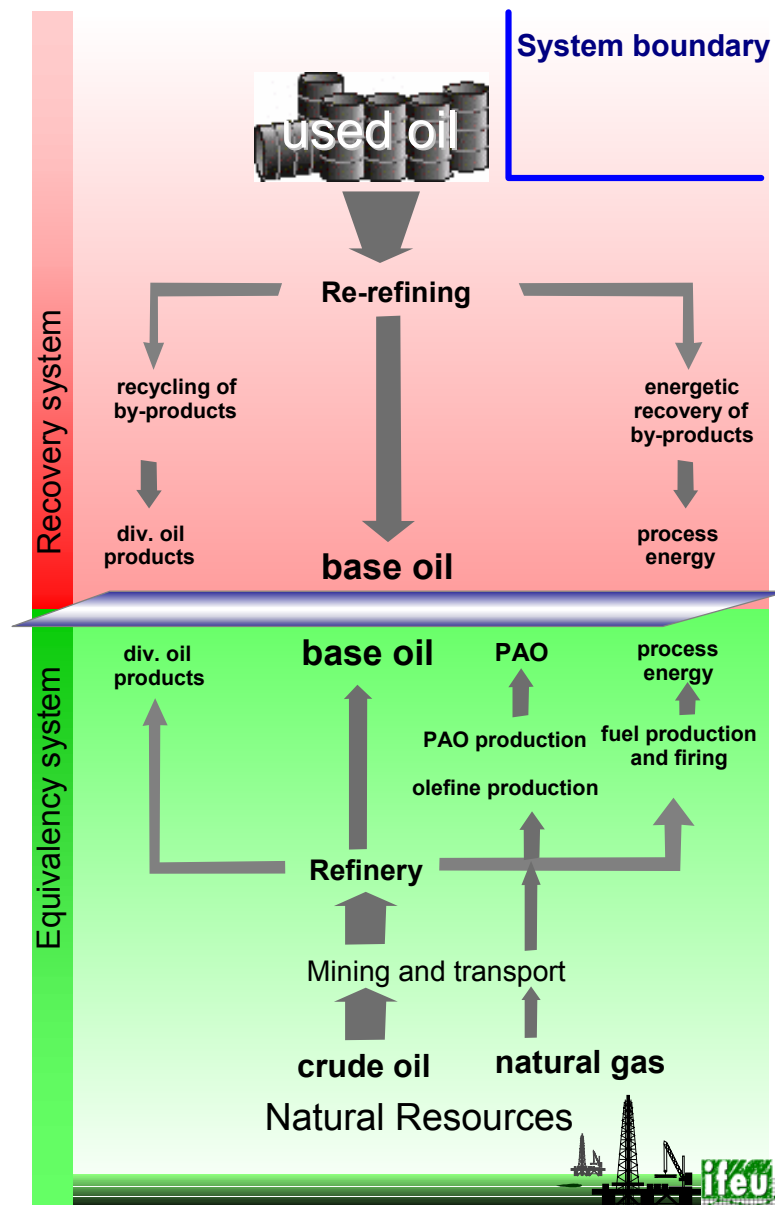 System boundary
used oil
Re-refining
recycling of
by-products
energetic
recovery of
by-products
div. oil
products
base oil
process
energy
Recovery system
div. oil
products
base oil
PAO
process
energy
PAO production
fuel production
and firing
olefine production
Refinery
Mining and transport
crude oil
natural gas
Natural Resources
Equivalency system
ifeu